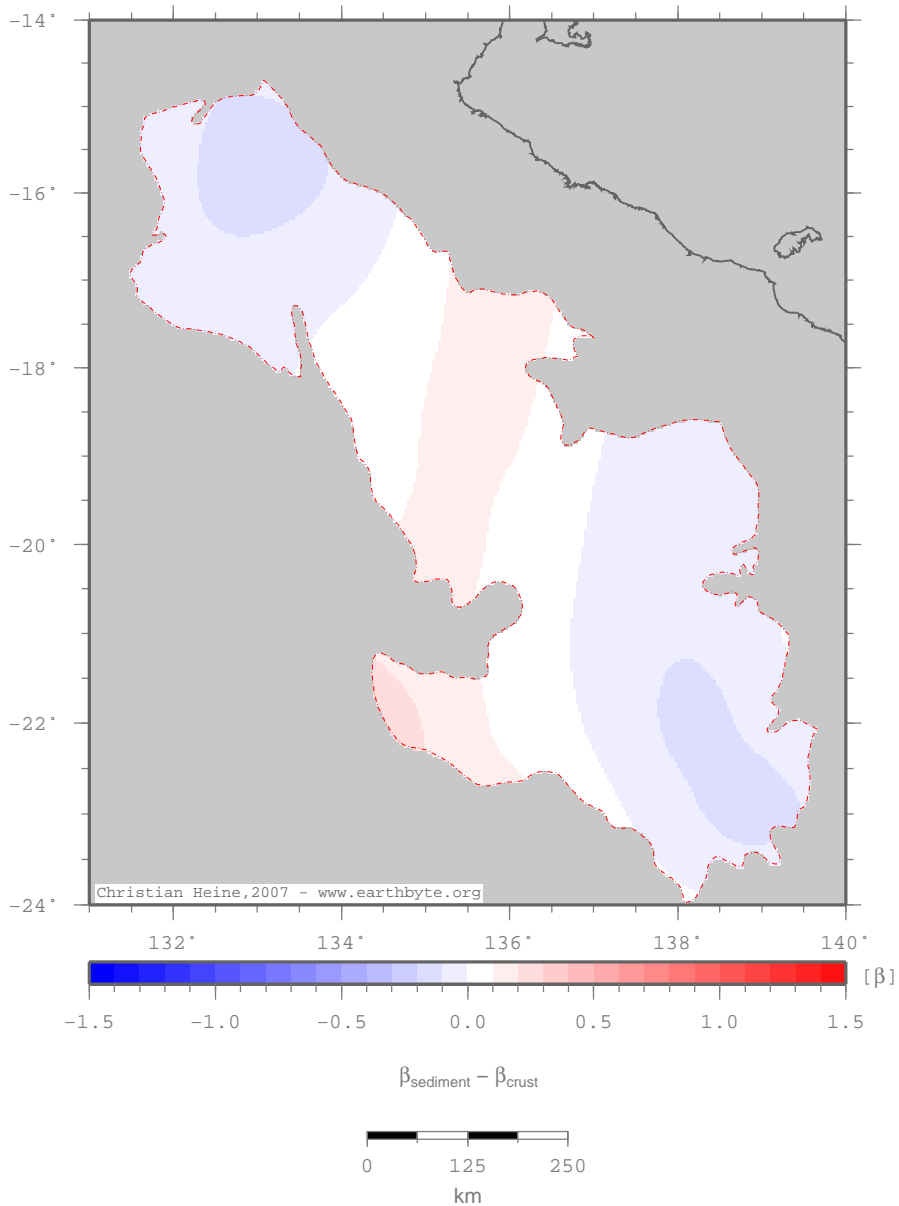 −14°
−16°
−18°
−20°
−22°
−24°
Christian Heine,2007 − www.earthbyte.org
132° 134° 136° 138° 140°
[β]
−1.5 −1.0 −0.5 0.0 0.5 1.0 1.5
βsediment − βcrust
0 125 250
km